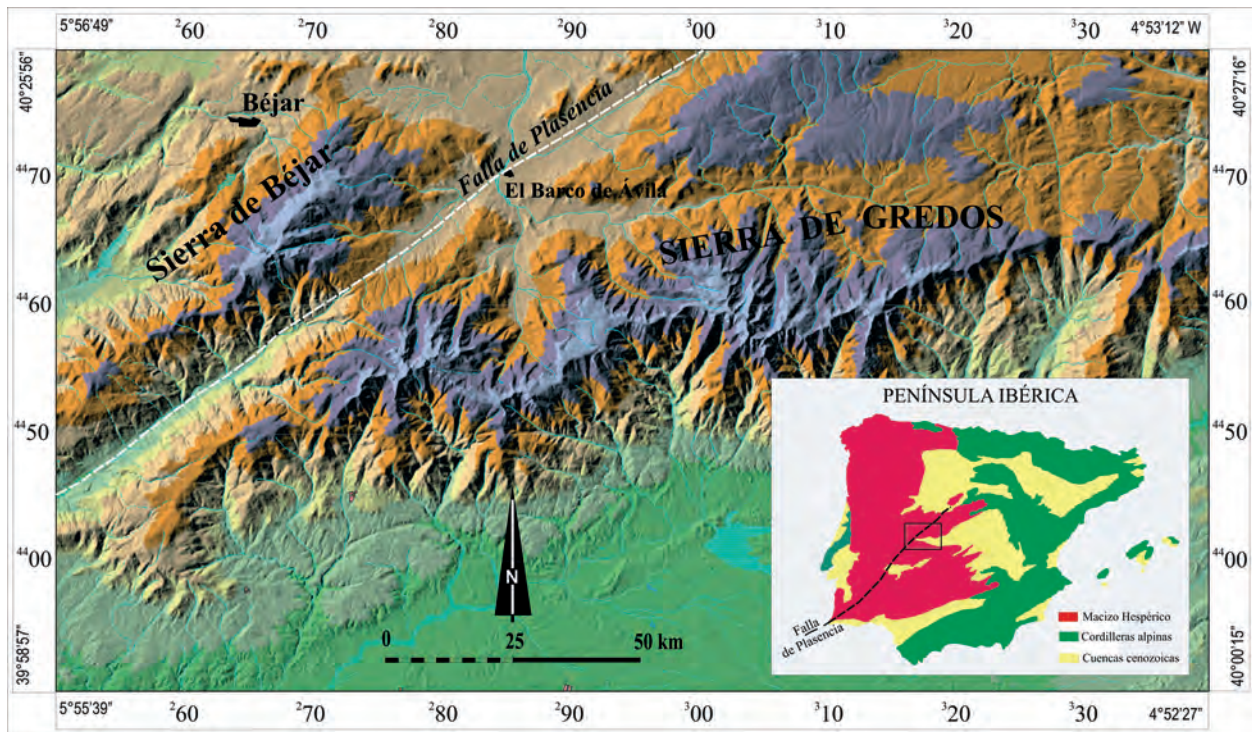 5°56'49" ²60 ²70 ²80 ²90 ³00 ³10 ³20 ³30 4°53'12" W
40°25'56"
40°27'16"
Béjar
Falla de Plasencia
⁴⁴70
⁴⁴70
El Barco de Ávila
Sierra de Béjar
SIERRA DE GREDOS
⁴⁴60
⁴⁴60
PENÍNSULA IBÉRICA
⁴⁴50
⁴⁴50
⁴⁴00
⁴⁴00
N
Falla
de Plasencia
Macizo Hespérico
Cordilleras alpinas
Cuencas cenozoicas
0 25 50 km
39°58'57"
40°00'15"
5°55'39" ²60 ²70 ²80 ²90 ³00 ³10 ³20 ³30 4°52'27"